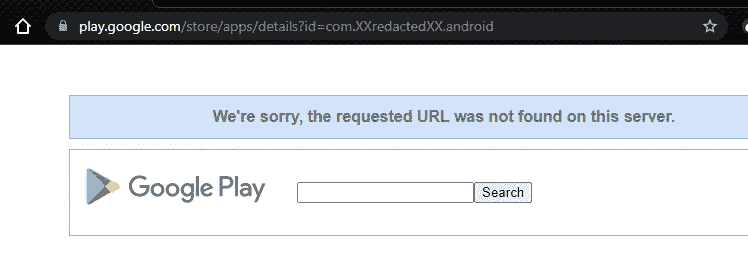 play.google.com/store/apps/details?id=com.XXredactedXX.android
We're sorry, the requested URL was not found on this server.
Google Play
Search